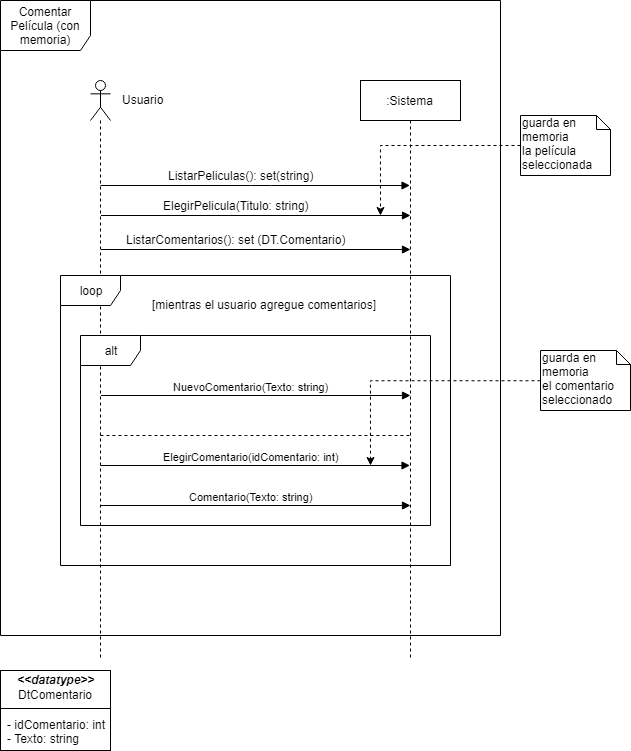 Comentar
Película (con
memoria)
Usuario
:Sistema
guarda en
memoria
la película
seleccionada
ListarPeliculas(): set(string)
ElegirPelicula(Titulo: string)
ListarComentarios(): set (DT.Comentario)
loop
[mientras el usuario agregue comentarios]
alt
guarda en
memoria
el comentario
seleccionado
NuevoComentario(Texto: string)
ElegirComentario(idComentario: int)
Comentario(Texto: string)
<<datatype>>
DtComentario
- idComentario: int
- Texto: string